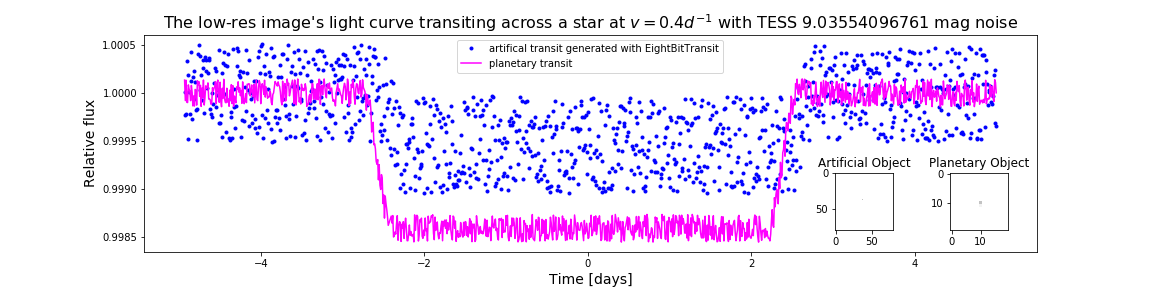 The low-res image's light curve transiting across a star at v = 0.4d⁻¹ with TESS 9.03554096761 mag noise
artifical transit generated with EightBitTransit
planetary transit
Relative flux
1.0005
1.0000
0.9995
0.9990
0.9985
Artificial Object
0
50
0 50
Planetary Object
0
10
0 10
−4 −2 0 2 4
Time [days]